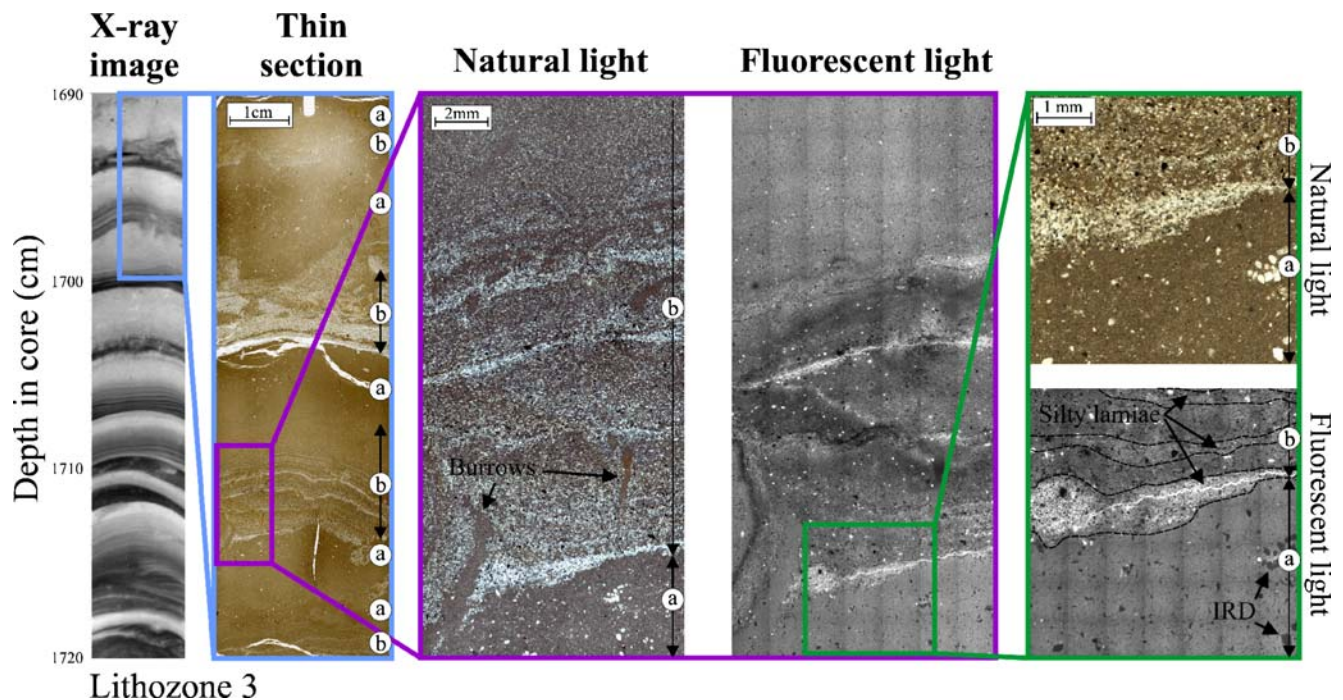 X-ray
image
Thin
section
Natural light
Fluorescent light
Depth in core (cm)
1690
1700
1710
1720
1cm
a
b
a
b
a
b
a
a
b
2mm
b
Burrows
a
1 mm
b
a
Natural light
Silty lamiae
b
a
IRD
Fluorescent light
Lithozone 3